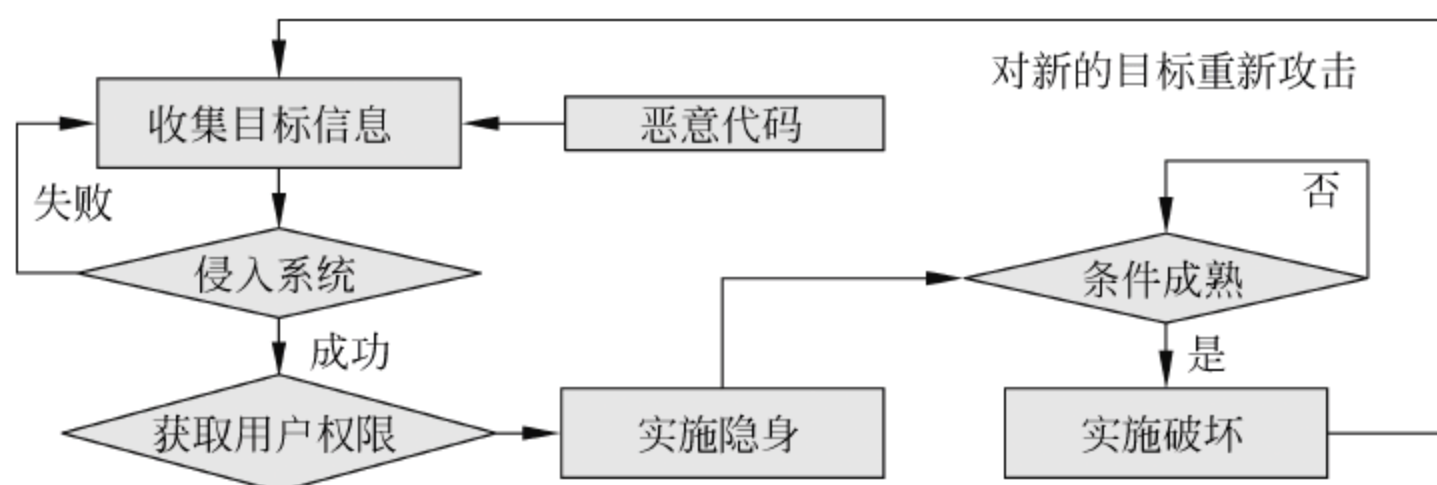 对新的目标重新攻击
收集目标信息
恶意代码
失败
否
侵入系统
条件成熟
成功
是
获取用户权限
实施隐身
实施破坏